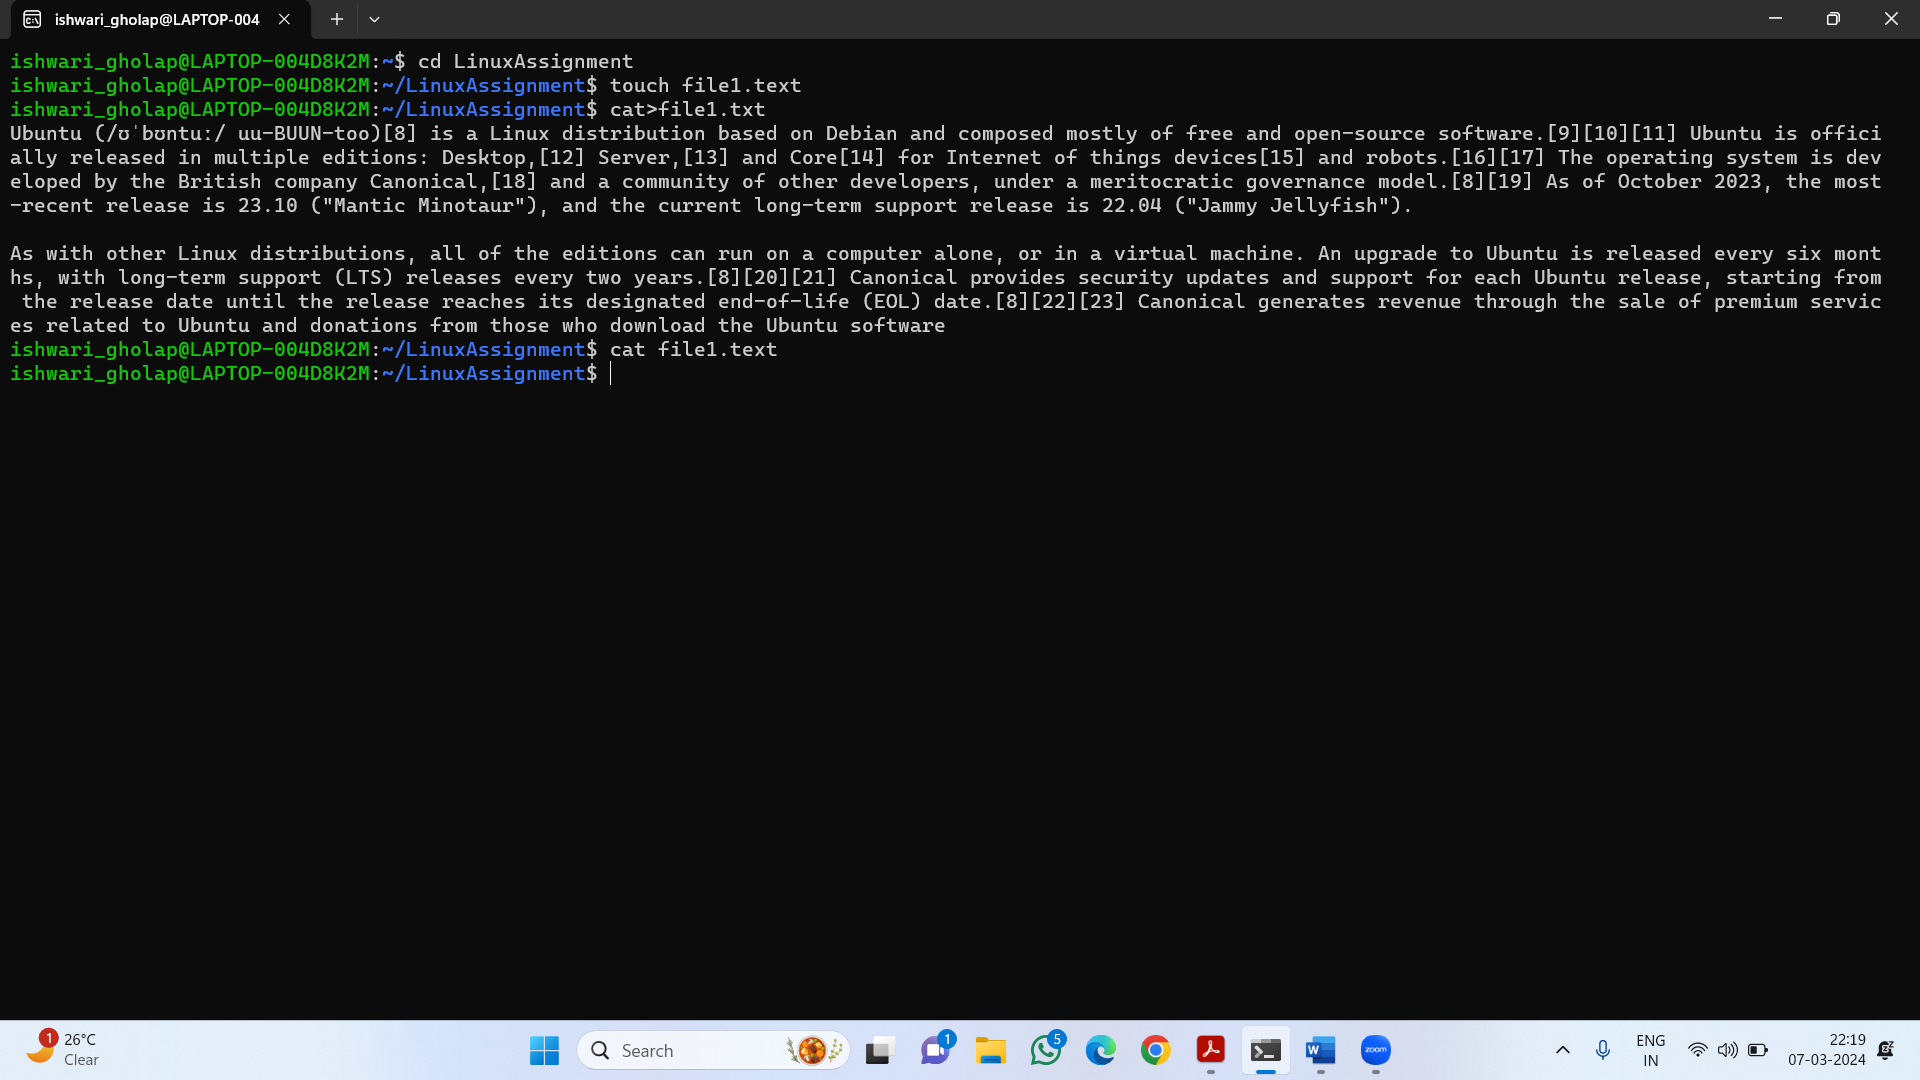 ishwari_gholap@LAPTOP-004
ishwari_gholap@LAPTOP-004D8K2M:~$ cd LinuxAssignment
ishwari_gholap@LAPTOP-004D8K2M:~/LinuxAssignment$ touch file1.text
ishwari_gholap@LAPTOP-004D8K2M:~/LinuxAssignment$ cat>file1.txt
Ubuntu (/ʊˈbʊntuː/ uu-BUUN-too)[8] is a Linux distribution based on Debian and composed mostly of free and open-source software.[9][10][11] Ubuntu is offici
ally released in multiple editions: Desktop,[12] Server,[13] and Core[14] for Internet of things devices[15] and robots.[16][17] The operating system is dev
eloped by the British company Canonical,[18] and a community of other developers, under a meritocratic governance model.[8][19] As of October 2023, the most
-recent release is 23.10 ("Mantic Minotaur"), and the current long-term support release is 22.04 ("Jammy Jellyfish").
As with other Linux distributions, all of the editions can run on a computer alone, or in a virtual machine. An upgrade to Ubuntu is released every six mont
hs, with long-term support (LTS) releases every two years.[8][20][21] Canonical provides security updates and support for each Ubuntu release, starting from
 the release date until the release reaches its designated end-of-life (EOL) date.[8][22][23] Canonical generates revenue through the sale of premium servic
es related to Ubuntu and donations from those who download the Ubuntu software
ishwari_gholap@LAPTOP-004D8K2M:~/LinuxAssignment$ cat file1.text
ishwari_gholap@LAPTOP-004D8K2M:~/LinuxAssignment$
1 26°C
Clear
Search
1
5
W
zoom
ENG
IN
22:19
07-03-2024